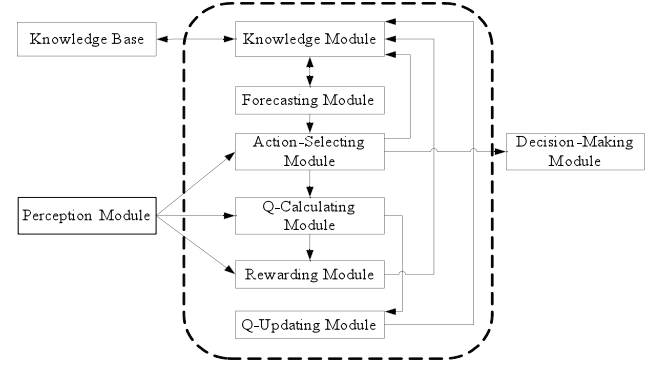 Knowledge Base
Knowledge Module
Forecasting Module
Action-Selecting
Module
Decision-Making
Module
Perception Module
Q-Calculating
Module
Rewarding Module
Q-Updating Module